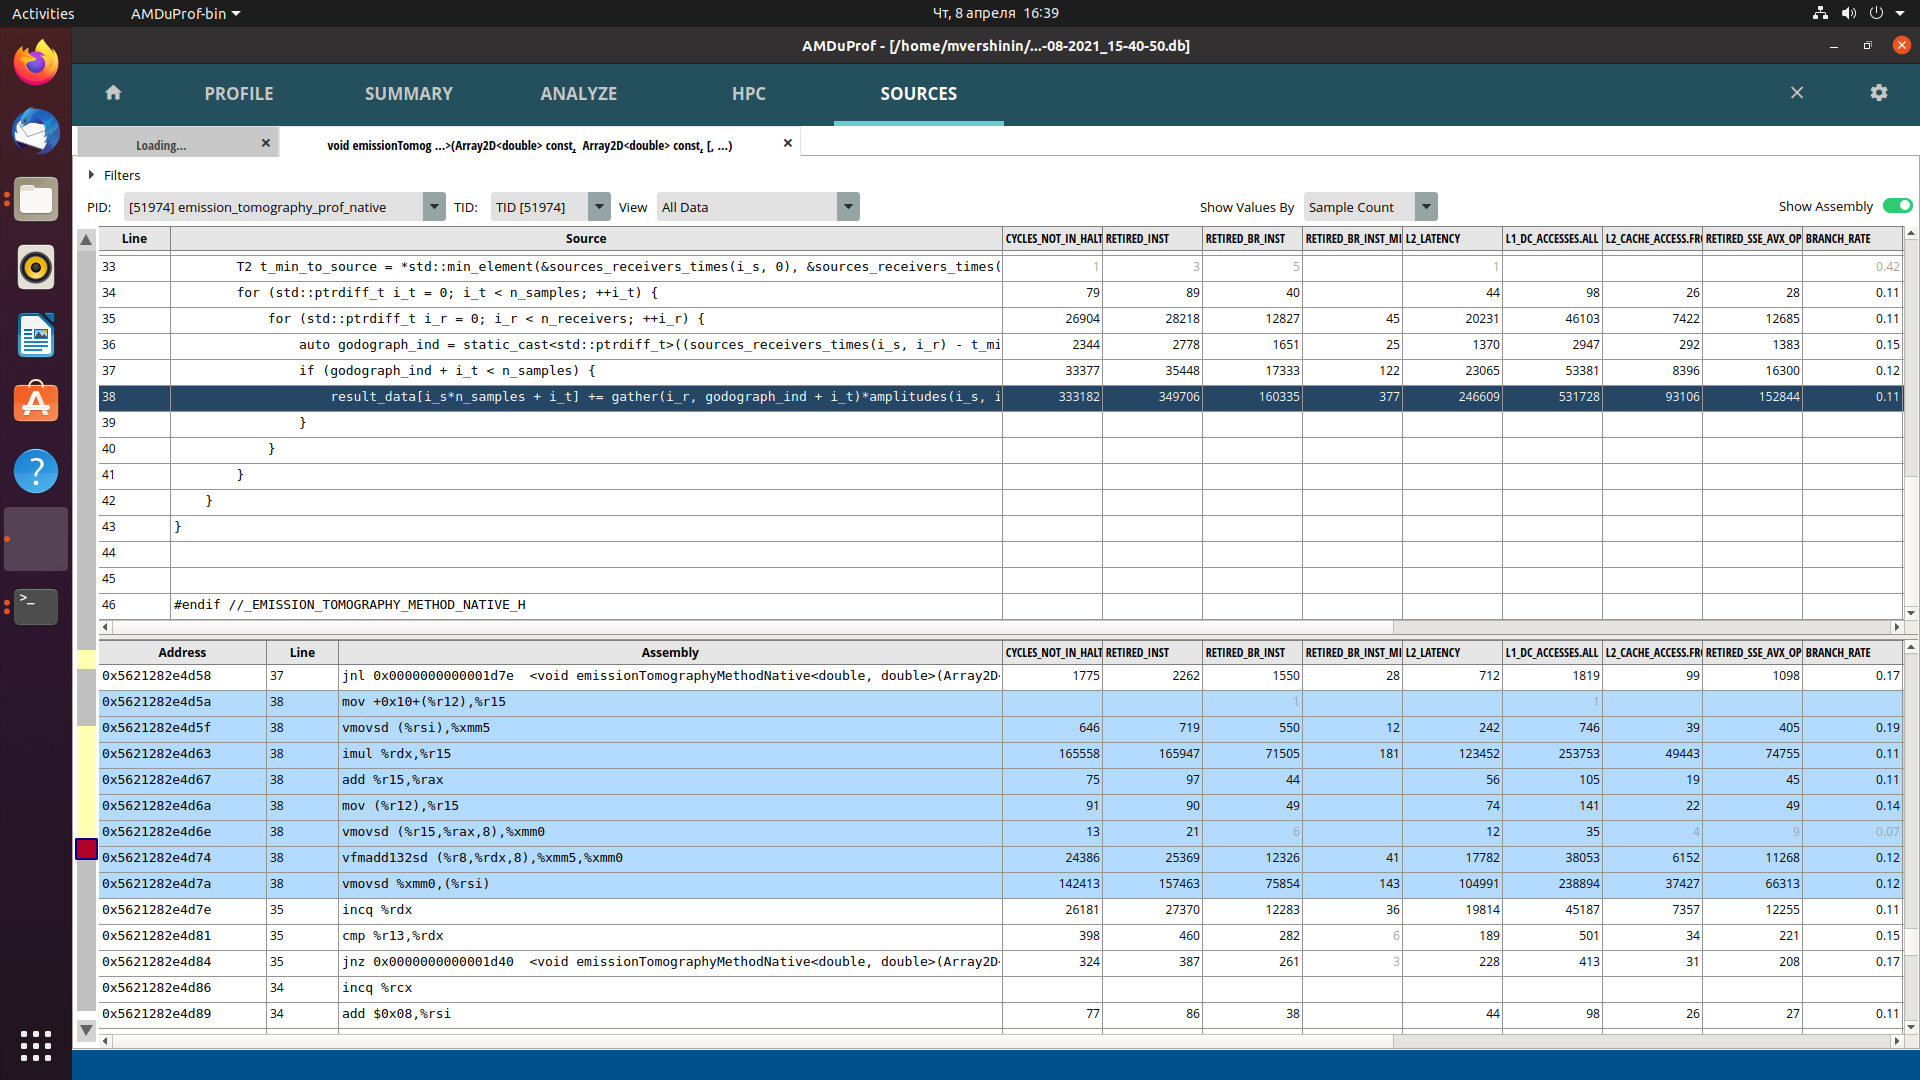 Activities AMDuProf-bin Чт, 8 апреля 16:39
AMDuProf - [/home/mvershinin/...-08-2021_15-40-50.db]
PROFILE SUMMARY ANALYZE HPC SOURCES
Loading... void emissionTomog ...>(Array2D<double> const, Array2D<double> const, [, ...)
Filters
PID: [51974] emission_tomography_prof_native TID: TID [51974] View All Data Show Values By Sample Count Show Assembly
Line Source CYCLES_NOT_IN_HALT RETIRED_INST RETIRED_BR_INST RETIRED_BR_INST_MI L2_LATENCY L1_DC_ACCESSES.ALL L2_CACHE_ACCESS.FRO RETIRED_SSE_AVX_OP BRANCH_RATE
33 T2 t_min_to_source = *std::min_element(&sources_receivers_times(i_s, 0), &sources_receivers_times( 1 3 5 1 0.42
34 for (std::ptrdiff_t i_t = 0; i_t < n_samples; ++i_t) { 79 89 40 44 98 26 28 0.11
35 for (std::ptrdiff_t i_r = 0; i_r < n_receivers; ++i_r) { 26904 28218 12827 45 20231 46103 7422 12685 0.11
36 auto godograph_ind = static_cast<std::ptrdiff_t>((sources_receivers_times(i_s, i_r) - t_mi 2344 2778 1651 25 1370 2947 292 1383 0.15
37 if (godograph_ind + i_t < n_samples) { 33377 35448 17333 122 23065 53381 8396 16300 0.12
38 result_data[i_s*n_samples + i_t] += gather(i_r, godograph_ind + i_t)*amplitudes(i_s, i 333182 349706 160335 377 246609 531728 93106 152844 0.11
39 }
40 }
41 }
42 }
43 }
44
45
46 #endif //_EMISSION_TOMOGRAPHY_METHOD_NATIVE_H
Address Line Assembly CYCLES_NOT_IN_HALT RETIRED_INST RETIRED_BR_INST RETIRED_BR_INST_MI L2_LATENCY L1_DC_ACCESSES.ALL L2_CACHE_ACCESS.FRO RETIRED_SSE_AVX_OP BRANCH_RATE
0x5621282e4d58 37 jnl 0x0000000000001d7e <void emissionTomographyMethodNative<double, double>(Array2D 1775 2262 1550 28 712 1819 99 1098 0.17
0x5621282e4d5a 38 mov +0x10+(%r12),%r15 1 1
0x5621282e4d5f 38 vmovsd (%rsi),%xmm5 646 719 550 12 242 746 39 405 0.19
0x5621282e4d63 38 imul %rdx,%r15 165558 165947 71505 181 123452 253753 49443 74755 0.11
0x5621282e4d67 38 add %r15,%rax 75 97 44 56 105 19 45 0.11
0x5621282e4d6a 38 mov (%r12),%r15 91 90 49 74 141 22 49 0.14
0x5621282e4d6e 38 vmovsd (%r15,%rax,8),%xmm0 13 21 6 12 35 4 9 0.07
0x5621282e4d74 38 vfmadd132sd (%r8,%rdx,8),%xmm5,%xmm0 24386 25369 12326 41 17782 38053 6152 11268 0.12
0x5621282e4d7a 38 vmovsd %xmm0,(%rsi) 142413 157463 75854 143 104991 238894 37427 66313 0.12
0x5621282e4d7e 35 incq %rdx 26181 27370 12283 36 19814 45187 7357 12255 0.11
0x5621282e4d81 35 cmp %r13,%rdx 398 460 282 6 189 501 34 221 0.15
0x5621282e4d84 35 jnz 0x0000000000001d40 <void emissionTomographyMethodNative<double, double>(Array2D 324 387 261 3 228 413 31 208 0.17
0x5621282e4d86 34 incq %rcx
0x5621282e4d89 34 add $0x08,%rsi 77 86 38 44 98 26 27 0.11